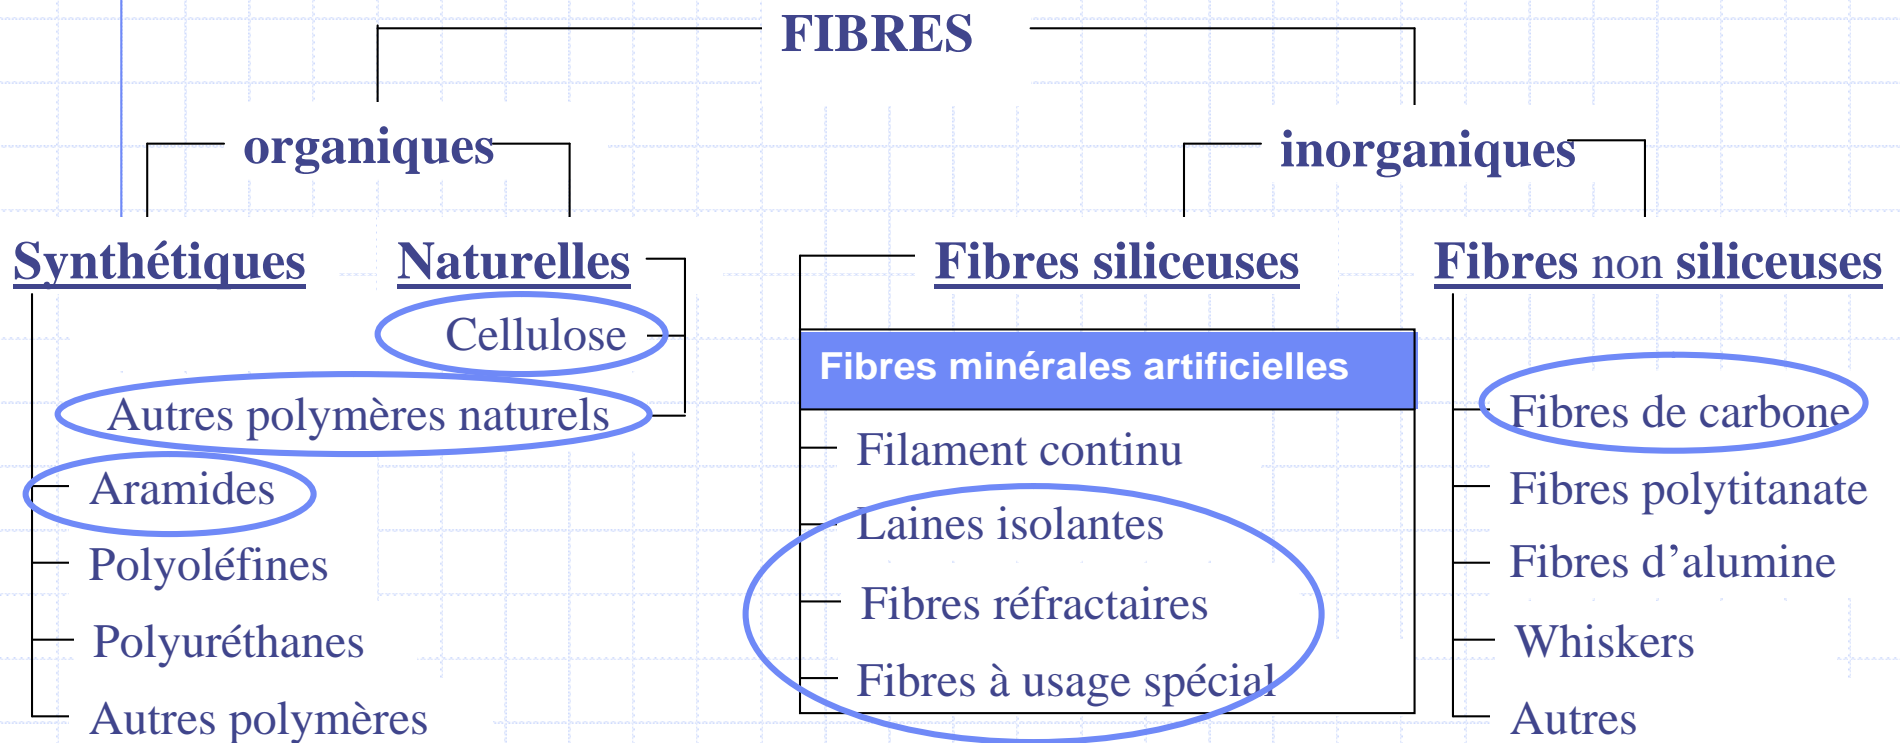 FIBRES
organiques
inorganiques
Synthétiques
Naturelles
Fibres siliceuses
Fibres non siliceuses
Cellulose
Autres polymères naturels
Aramides
Polyoléfines
Polyuréthanes
Autres polymères
Fibres minérales artificielles
Filament continu
Laines isolantes
Fibres réfractaires
Fibres à usage spécial
Fibres de carbone
Fibres polytitanate
Fibres d’alumine
Whiskers
Autres